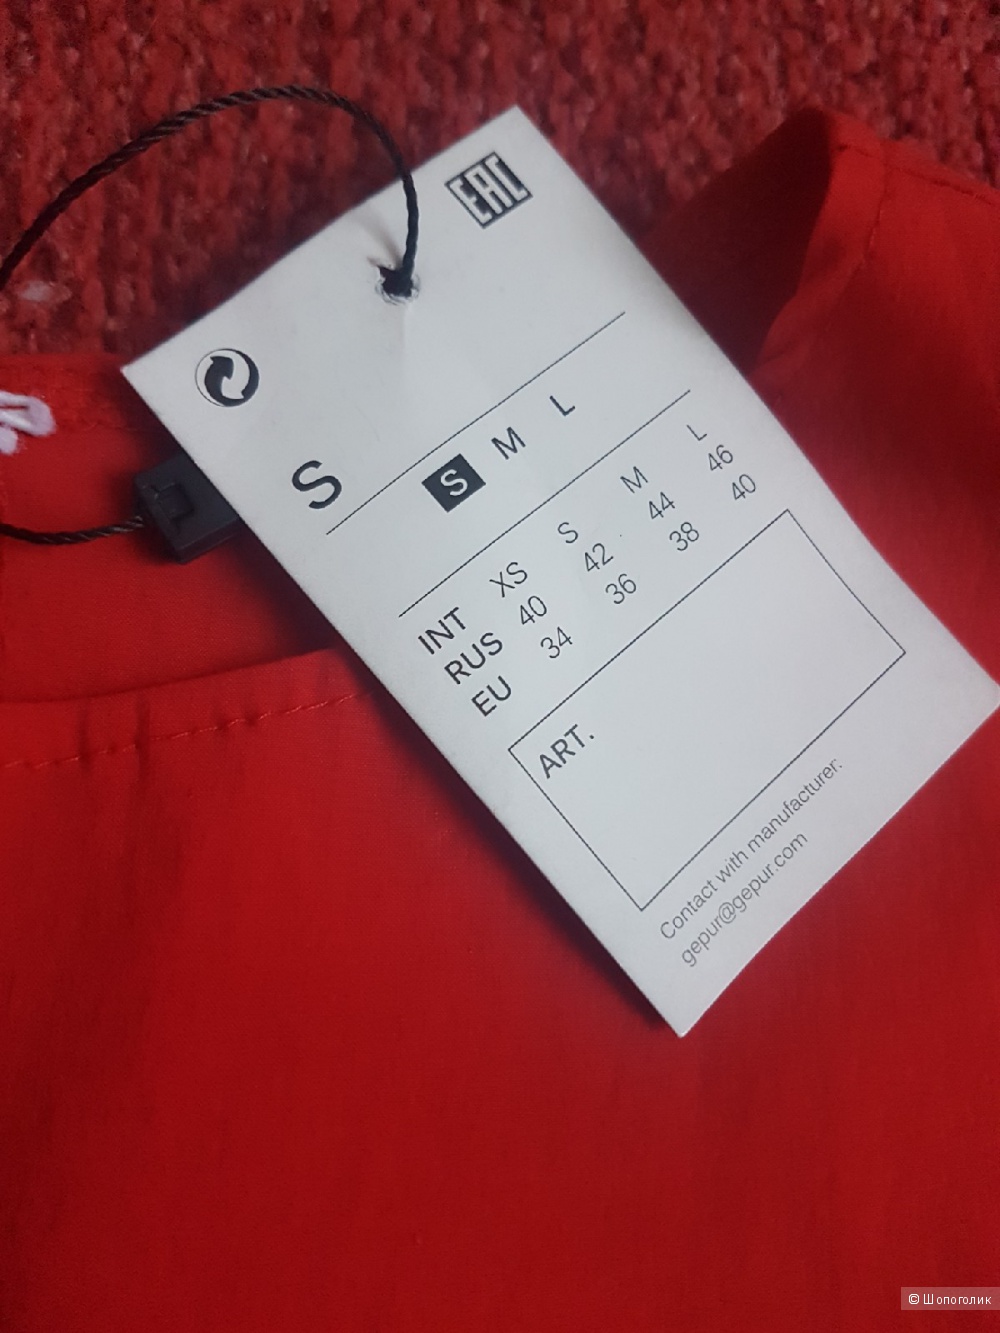 EAC
S
S M L
INT XS S M L
RUS 40 42 44 46
EU 34 36 38 40
ART.
Contact with manufacturer:
gepur@gepur.com
© Шопоголик